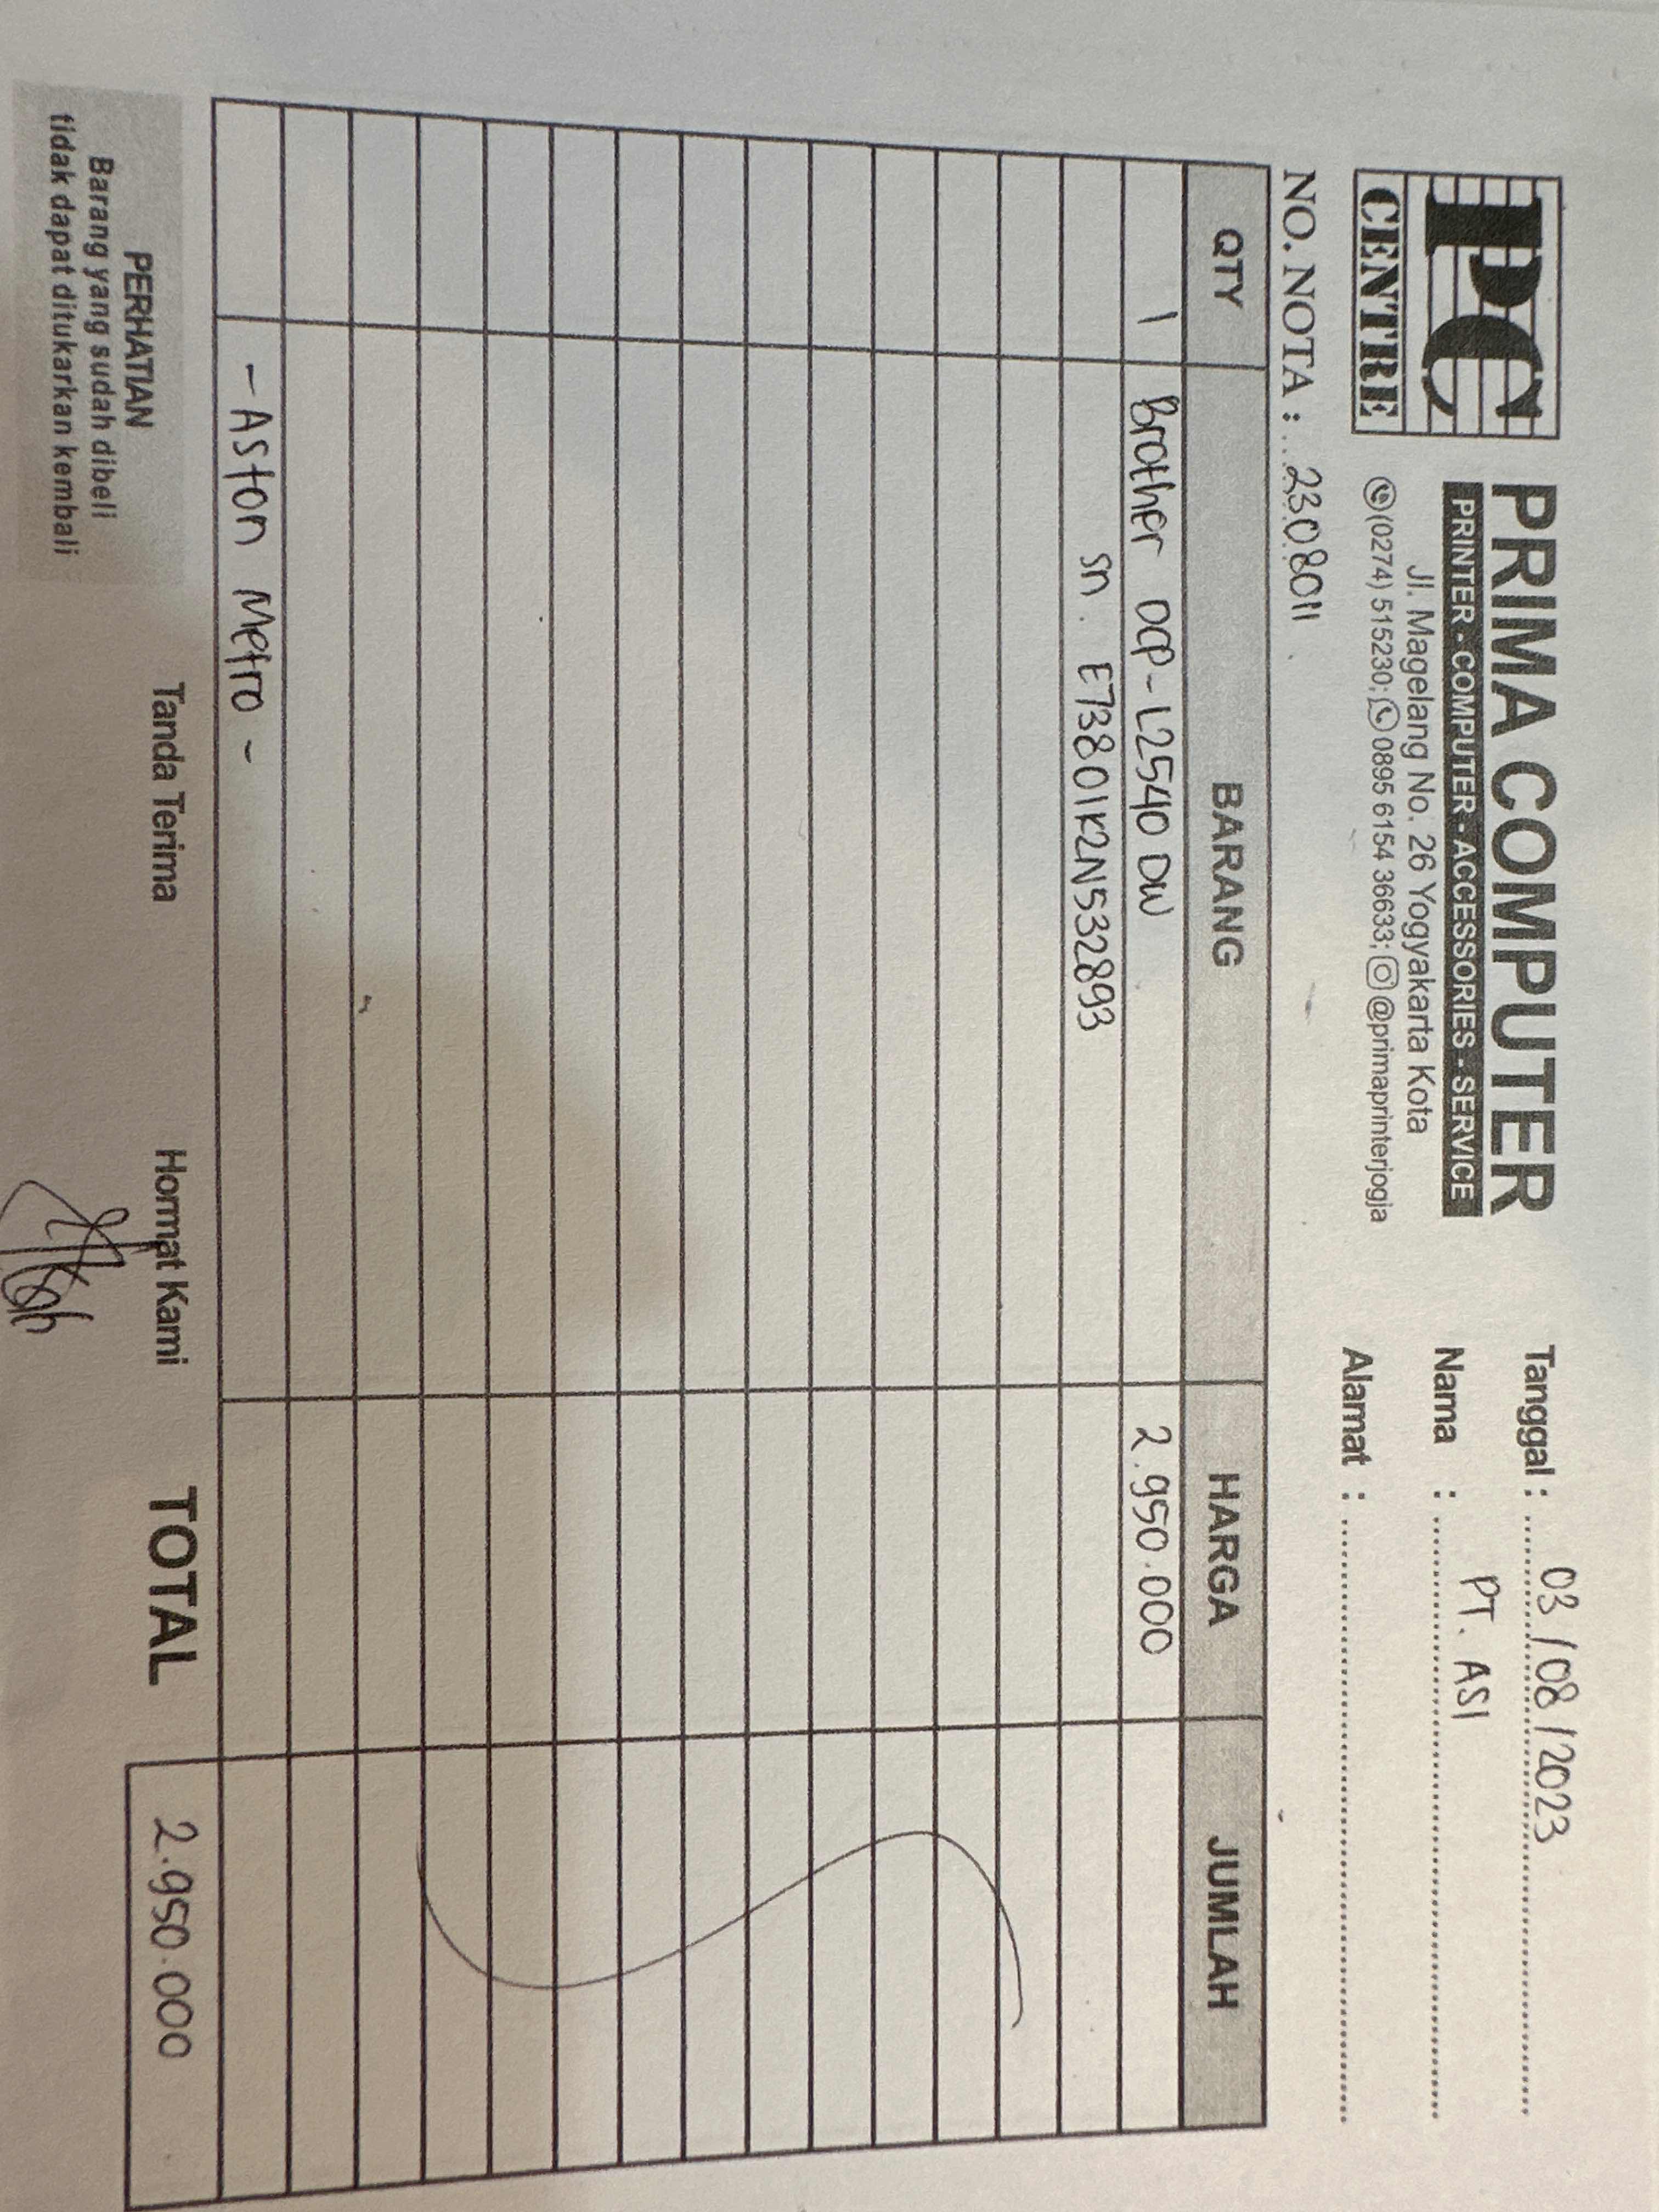 PC
CENTRE
PRIMA COMPUTER
PRINTER - COMPUTER - ACCESSORIES - SERVICE
Jl. Magelang No. 26 Yogyakarta Kota
(0274) 515230; 0895 6154 36633; @primaprinterjogja
Tanggal : 03/08/2023
Nama : PT. ASI
Alamat :
NO. NOTA : 2308011
QTY BARANG HARGA JUMLAH
1 Brother DCP-L2540 DW 2.950.000
SN. E73801K2N532893
- Aston Metro -
PERHATIAN
Barang yang sudah dibeli
tidak dapat ditukarkan kembali
Tanda Terima
Hormat Kami
TOTAL 2.950.000